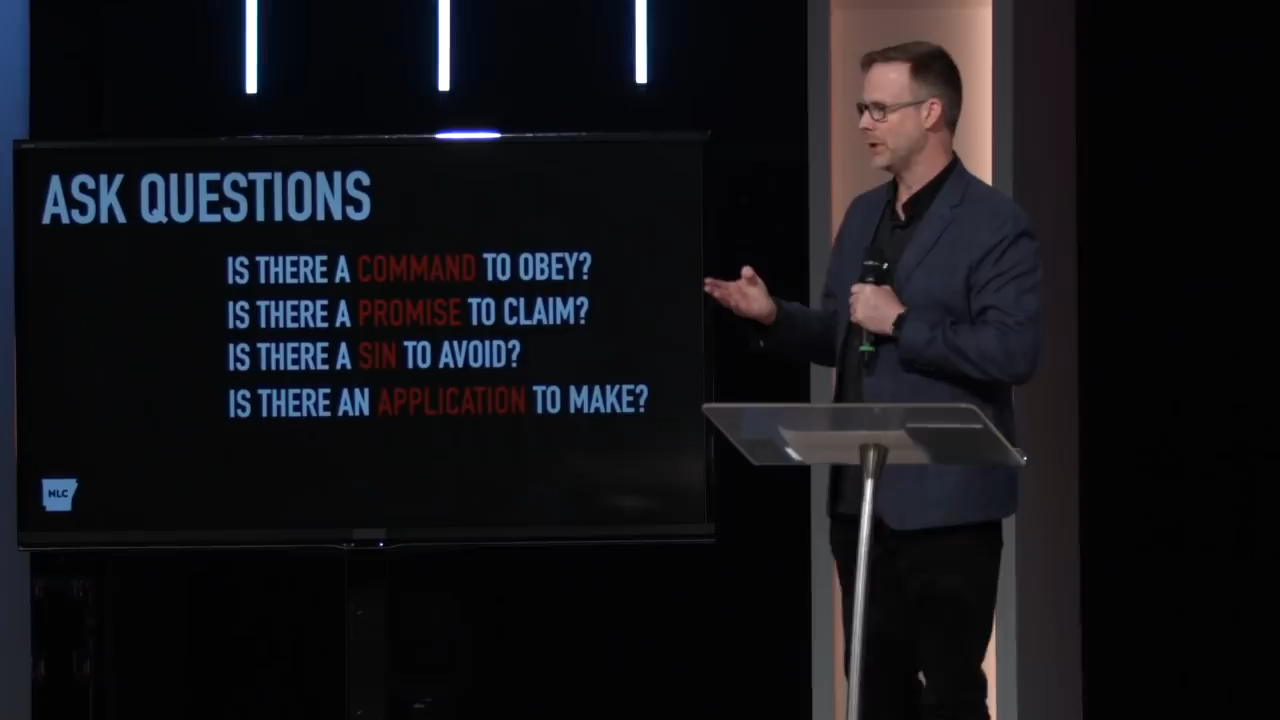 ASK QUESTIONS
IS THERE A COMMAND TO OBEY?
IS THERE A PROMISE TO CLAIM?
IS THERE A SIN TO AVOID?
IS THERE AN APPLICATION TO MAKE?
NLC